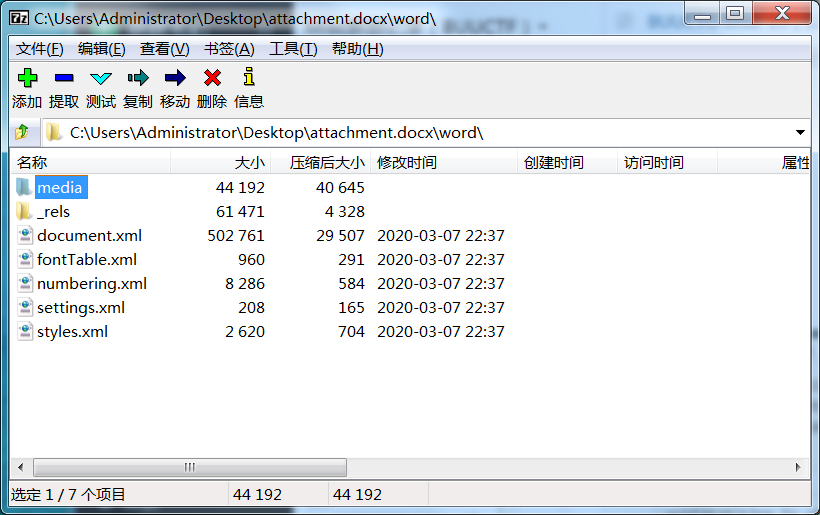 C:\Users\Administrator\Desktop\attachment.docx\word\
文件(F) 编辑(E) 查看(V) 书签(A) 工具(T) 帮助(H)
添加 提取 测试 复制 移动 删除 信息
C:\Users\Administrator\Desktop\attachment.docx\word\
名称 大小 压缩后大小 修改时间 创建时间 访问时间 属性
media 44 192 40 645
_rels 61 471 4 328
document.xml 502 761 29 507 2020-03-07 22:37
fontTable.xml 960 291 2020-03-07 22:37
numbering.xml 8 286 584 2020-03-07 22:37
settings.xml 208 165 2020-03-07 22:37
styles.xml 2 620 704 2020-03-07 22:37
选定 1 / 7 个项目 44 192 44 192